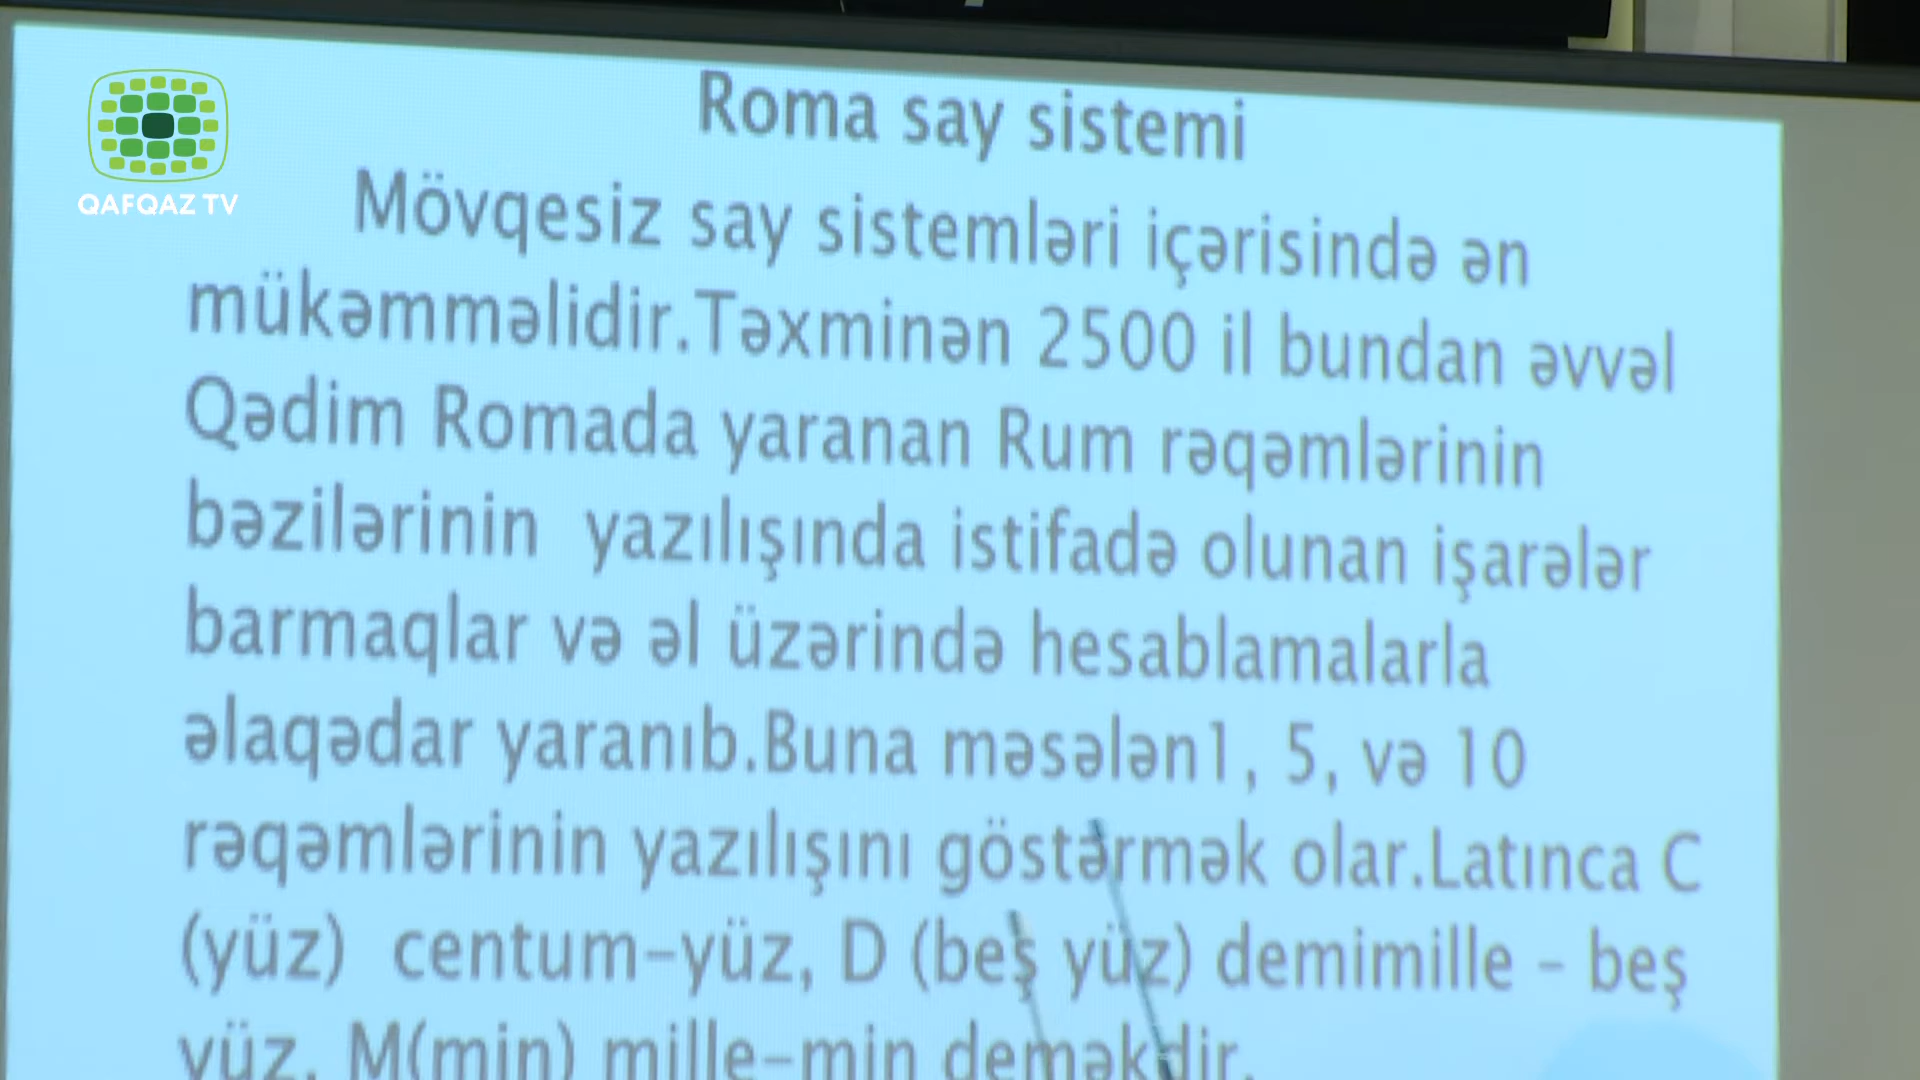 QAFQAZ TV
Roma say sistemi
Mövqesiz say sistemləri içərisində ən
mükəmməlidir.Təxminən 2500 il bundan əvvəl
Qədim Romada yaranan Rum rəqəmlərinin
bəzilərinin yazılışında istifadə olunan işarələr
barmaqlar və əl üzərində hesablamalarla
əlaqədar yaranıb.Buna məsələn1, 5, və 10
rəqəmlərinin yazılışını göstərmək olar.Latınca C
(yüz) centum-yüz, D (beş yüz) demimille - beş
yüz, M(min) mille-min deməkdir.